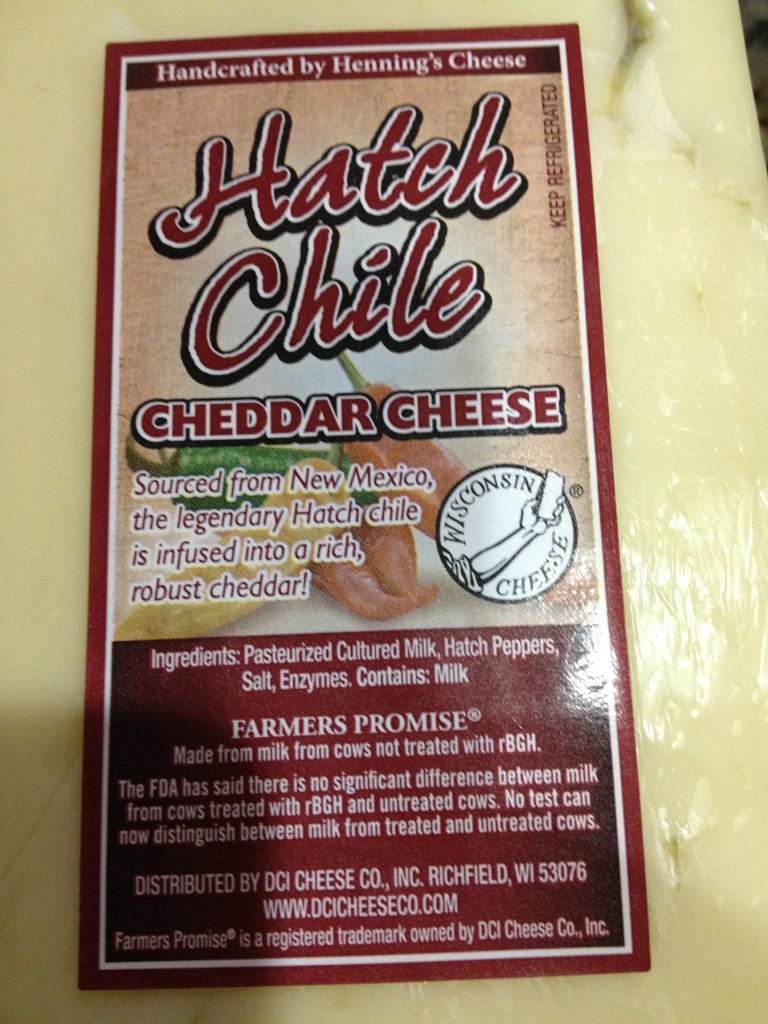 Handcrafted by Henning's Cheese
KEEP REFRIGERATED
Hatch
Chile
CHEDDAR CHEESE
Sourced from New Mexico,
the legendary Hatch chile
is infused into a rich,
robust cheddar!
WISCONSIN
CHEESE
®
Ingredients: Pasteurized Cultured Milk, Hatch Peppers,
Salt, Enzymes. Contains: Milk
FARMERS PROMISE®
Made from milk from cows not treated with rBGH.
The FDA has said there is no significant difference between milk
from cows treated with rBGH and untreated cows. No test can
now distinguish between milk from treated and untreated cows.
DISTRIBUTED BY DCI CHEESE CO., INC. RICHFIELD, WI 53076
WWW.DCICHEESECO.COM
Farmers Promise® is a registered trademark owned by DCI Cheese Co., Inc.